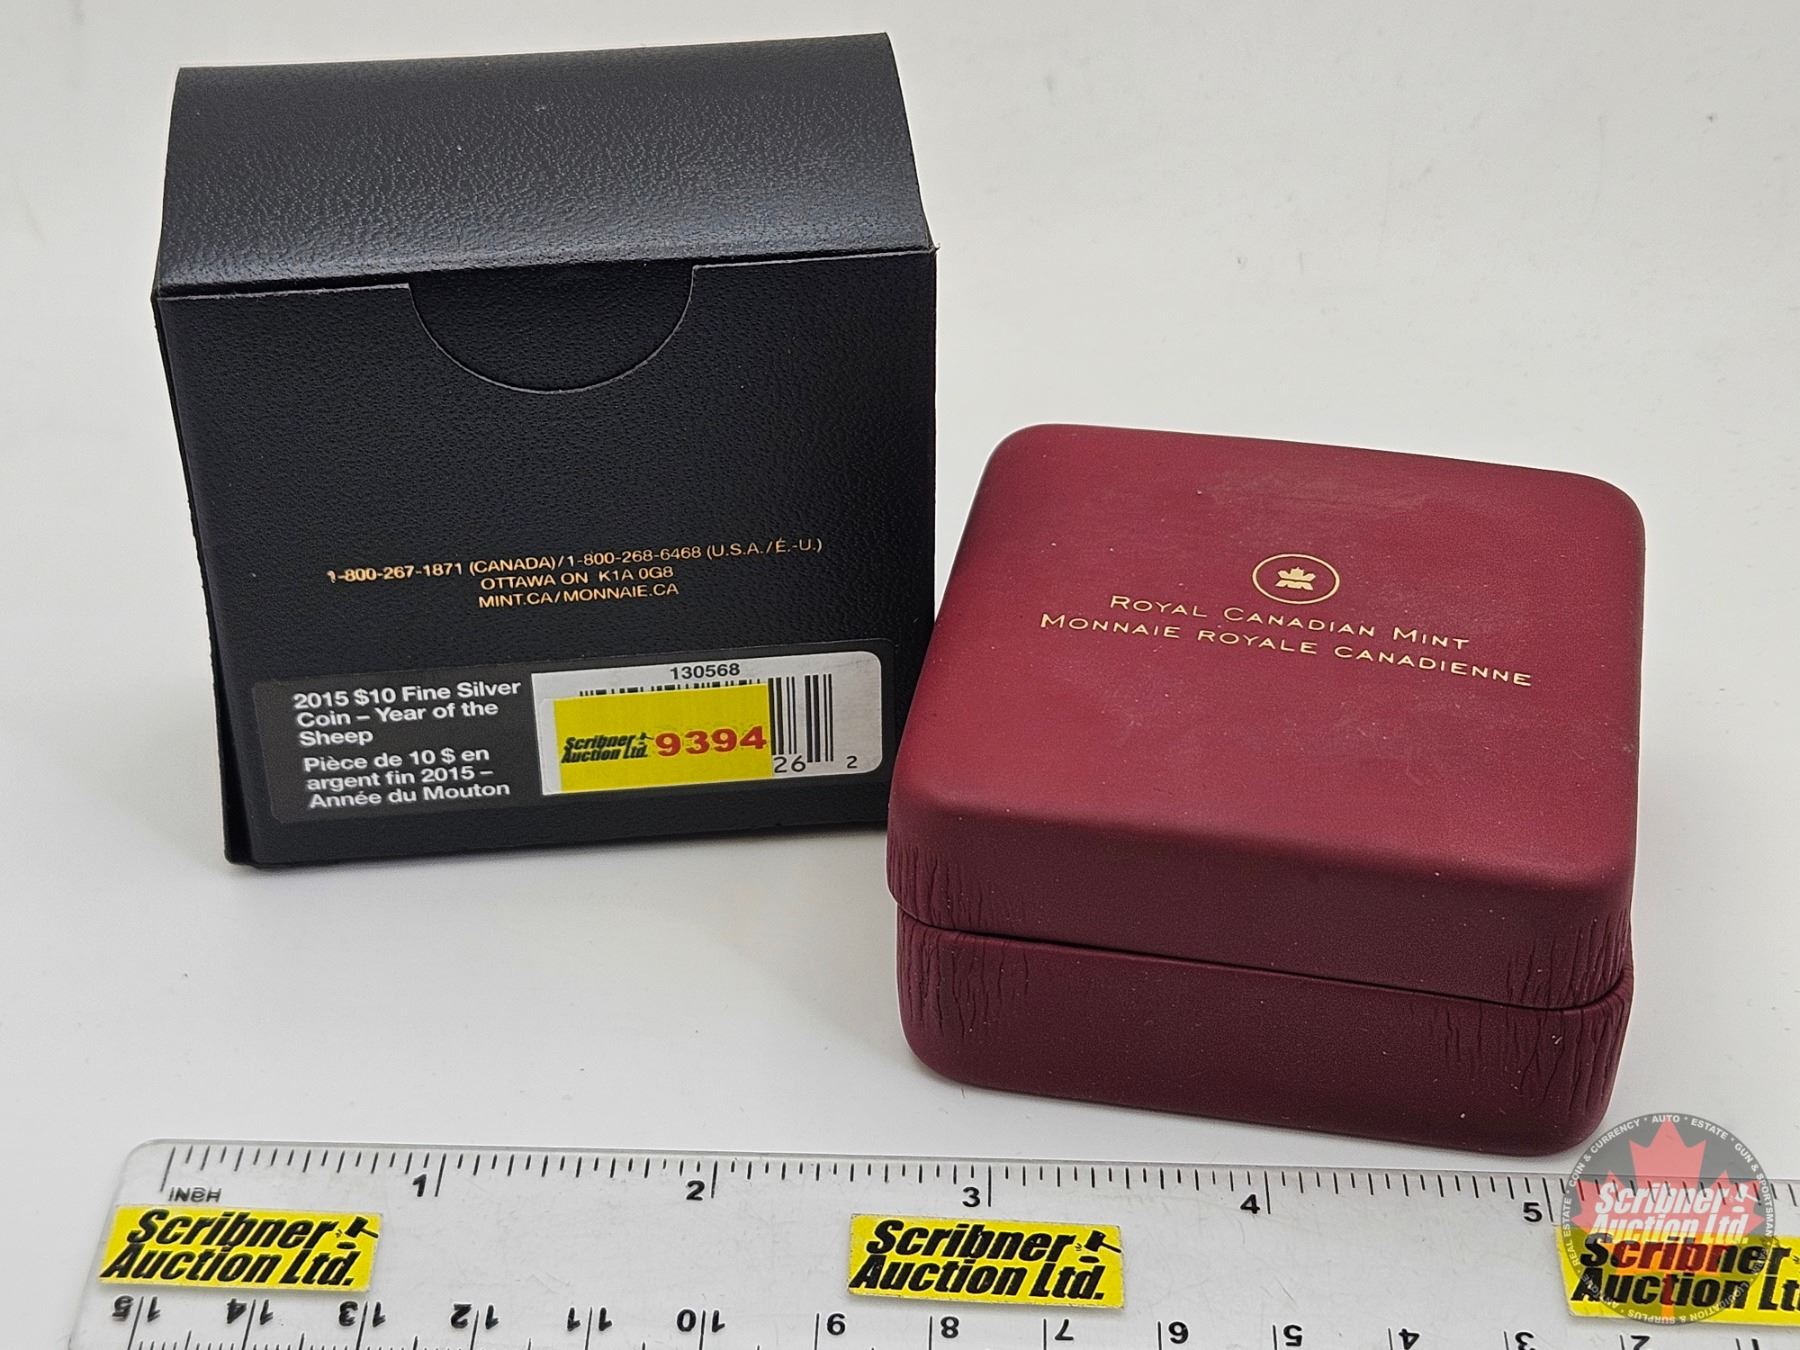 1-800-267-1871 (CANADA)/1-800-268-6468 (U.S.A./É.-U.)
OTTAWA ON K1A 0G8
MINT.CA/MONNAIE.CA
2015 $10 Fine Silver
Coin – Year of the
Sheep
Pièce de 10 $ en
argent fin 2015 –
Année du Mouton
130568
Scribner
Auction Ltd.
9394
26 2
ROYAL CANADIAN MINT
MONNAIE ROYALE CANADIENNE
INCH
1 2 3 4 5
Scribner
Auction Ltd.
Scribner
Auction Ltd.
Scribner
Auction Ltd.
Scribner
Auction Lt
15 14 13 12 11 10 9 8 7 6 5 4 3 2 1